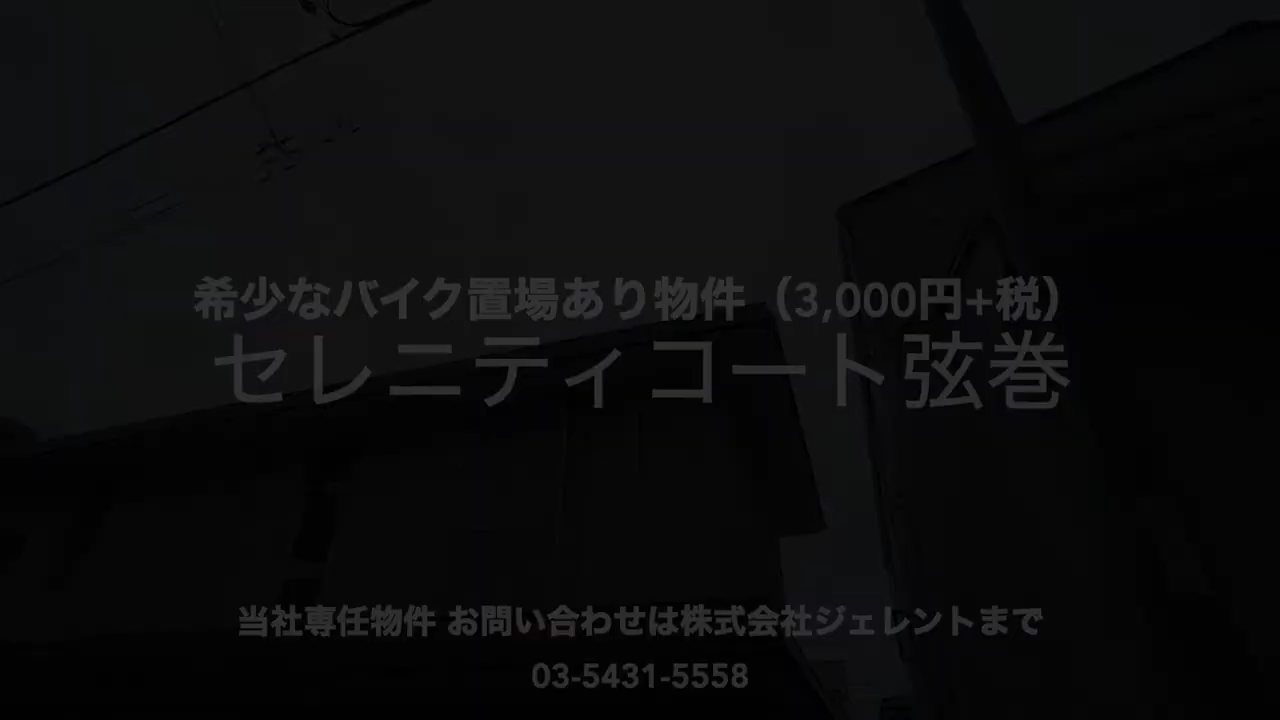 希少なバイク置場あり物件（3,000円+税）
セレニティコート弦巻
当社専任物件 お問い合わせは株式会社ジェレントまで
03-5431-5558